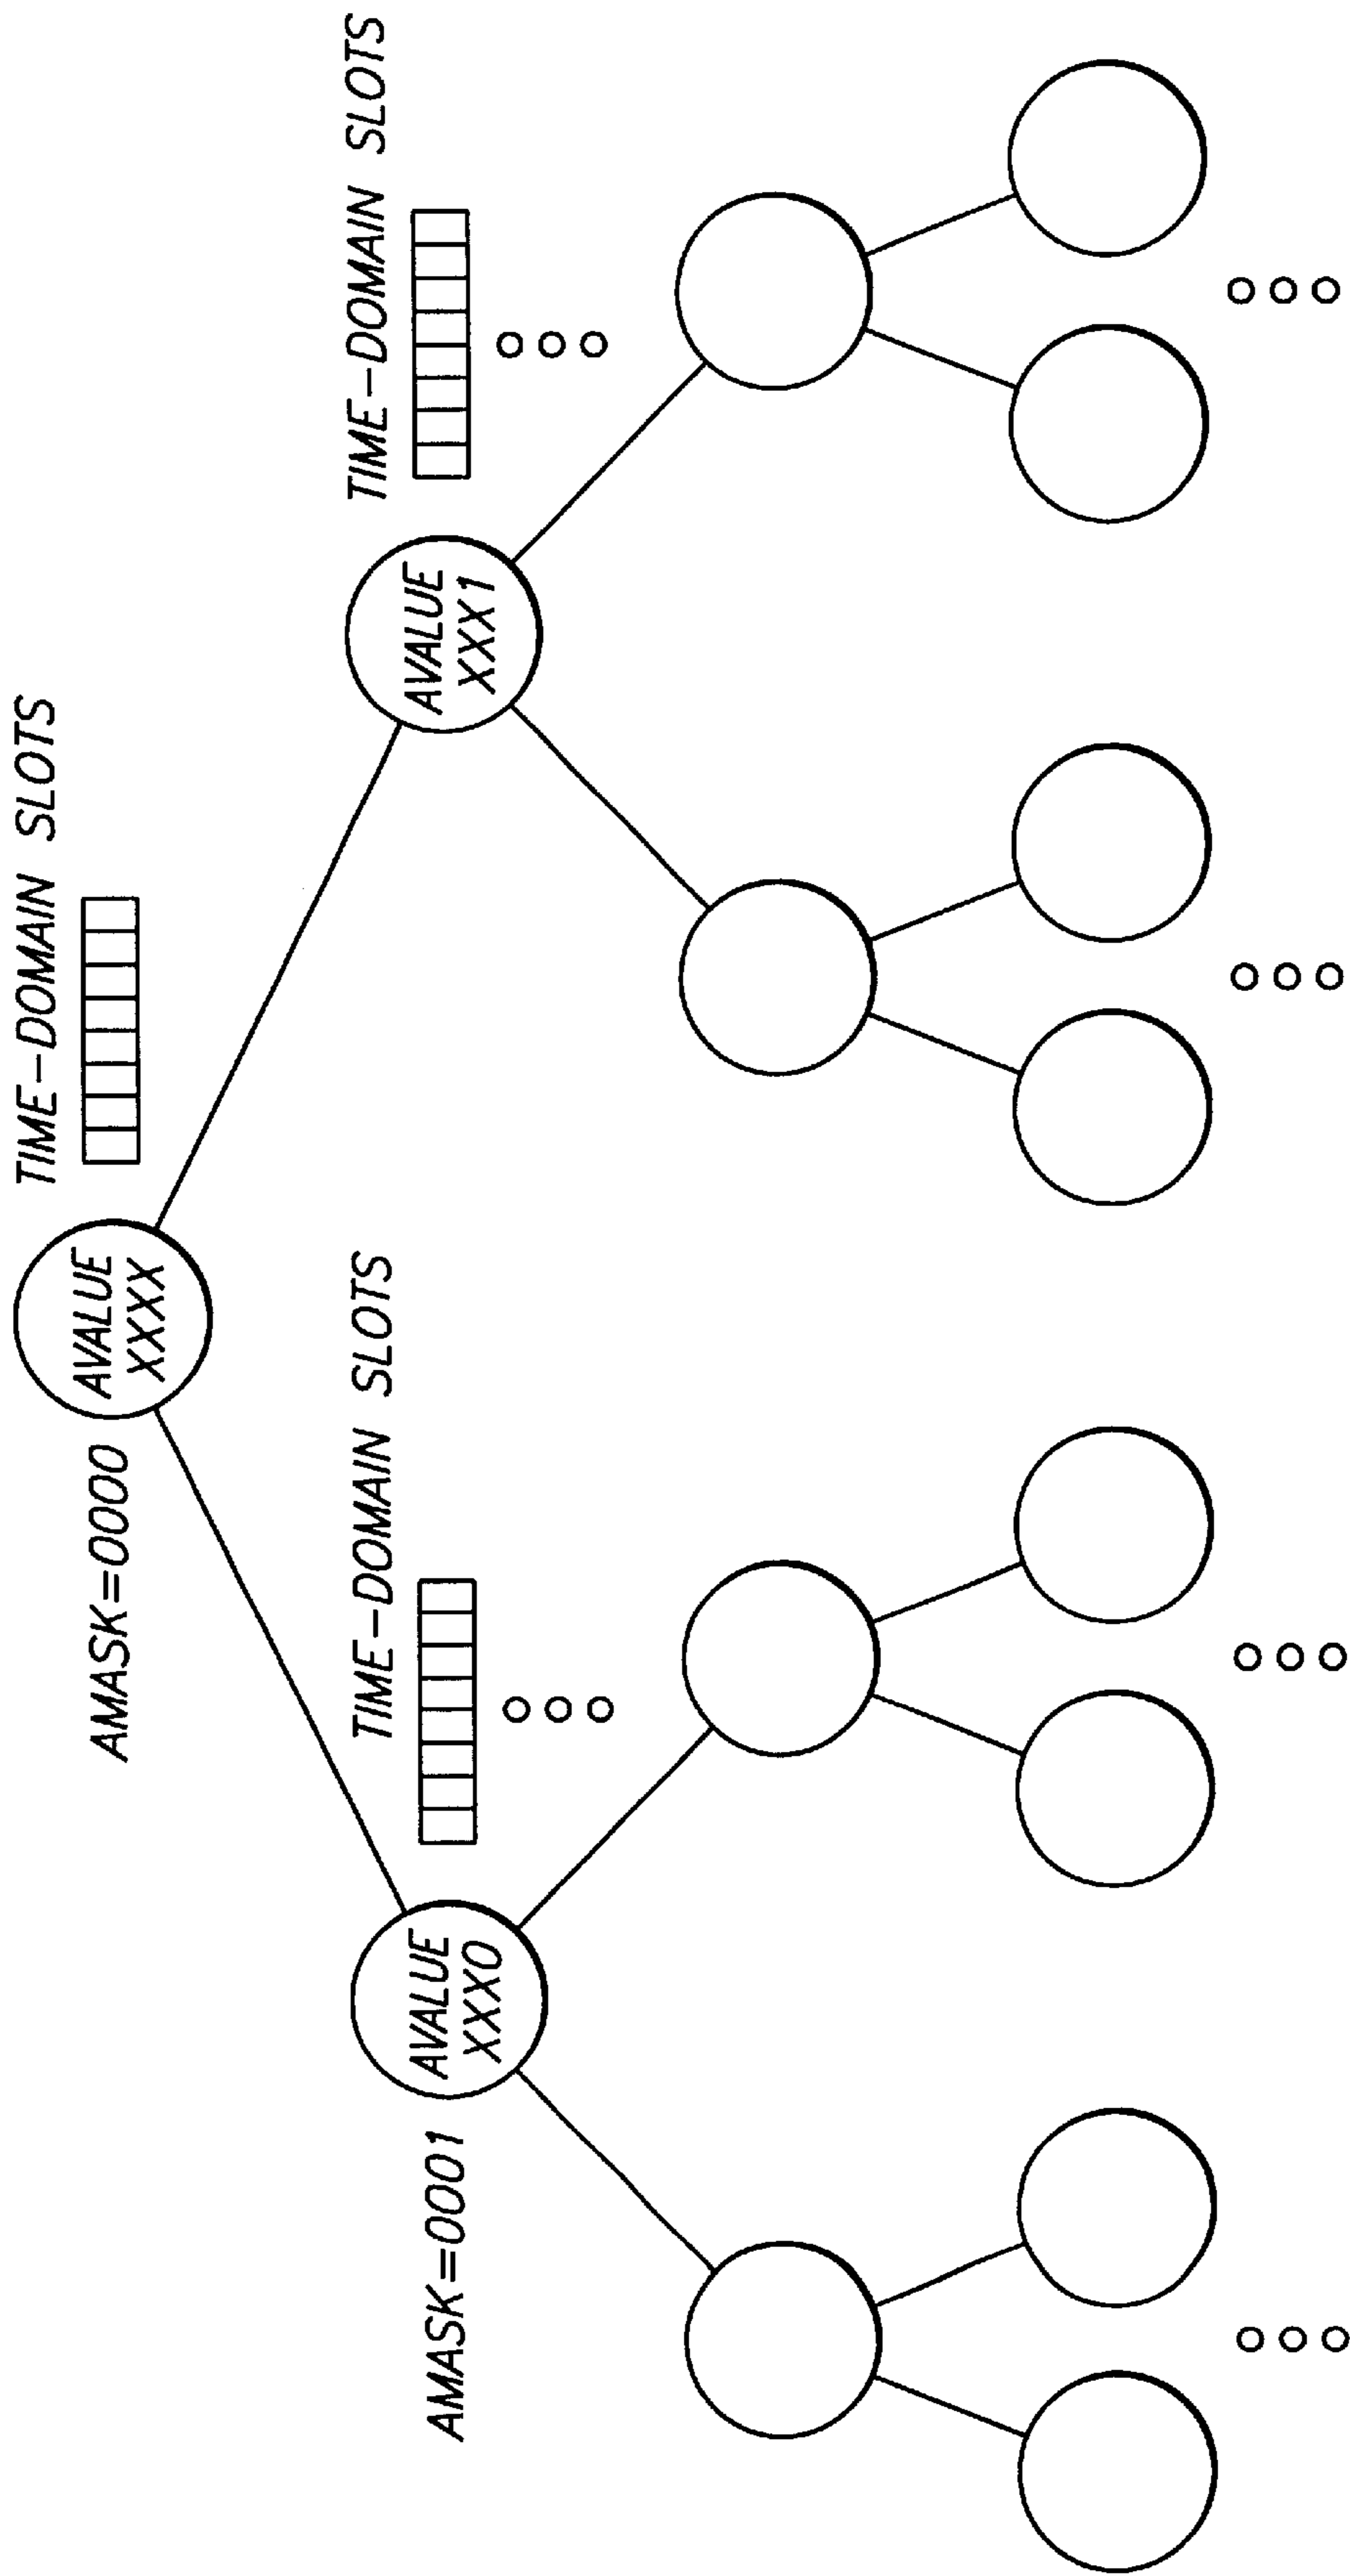 TIME-DOMAIN SLOTS
AMASK=0000
AVALUE
XXXX
TIME-DOMAIN SLOTS
TIME-DOMAIN SLOTS
AMASK=0001
AVALUE
XXX0
AVALUE
XXX1